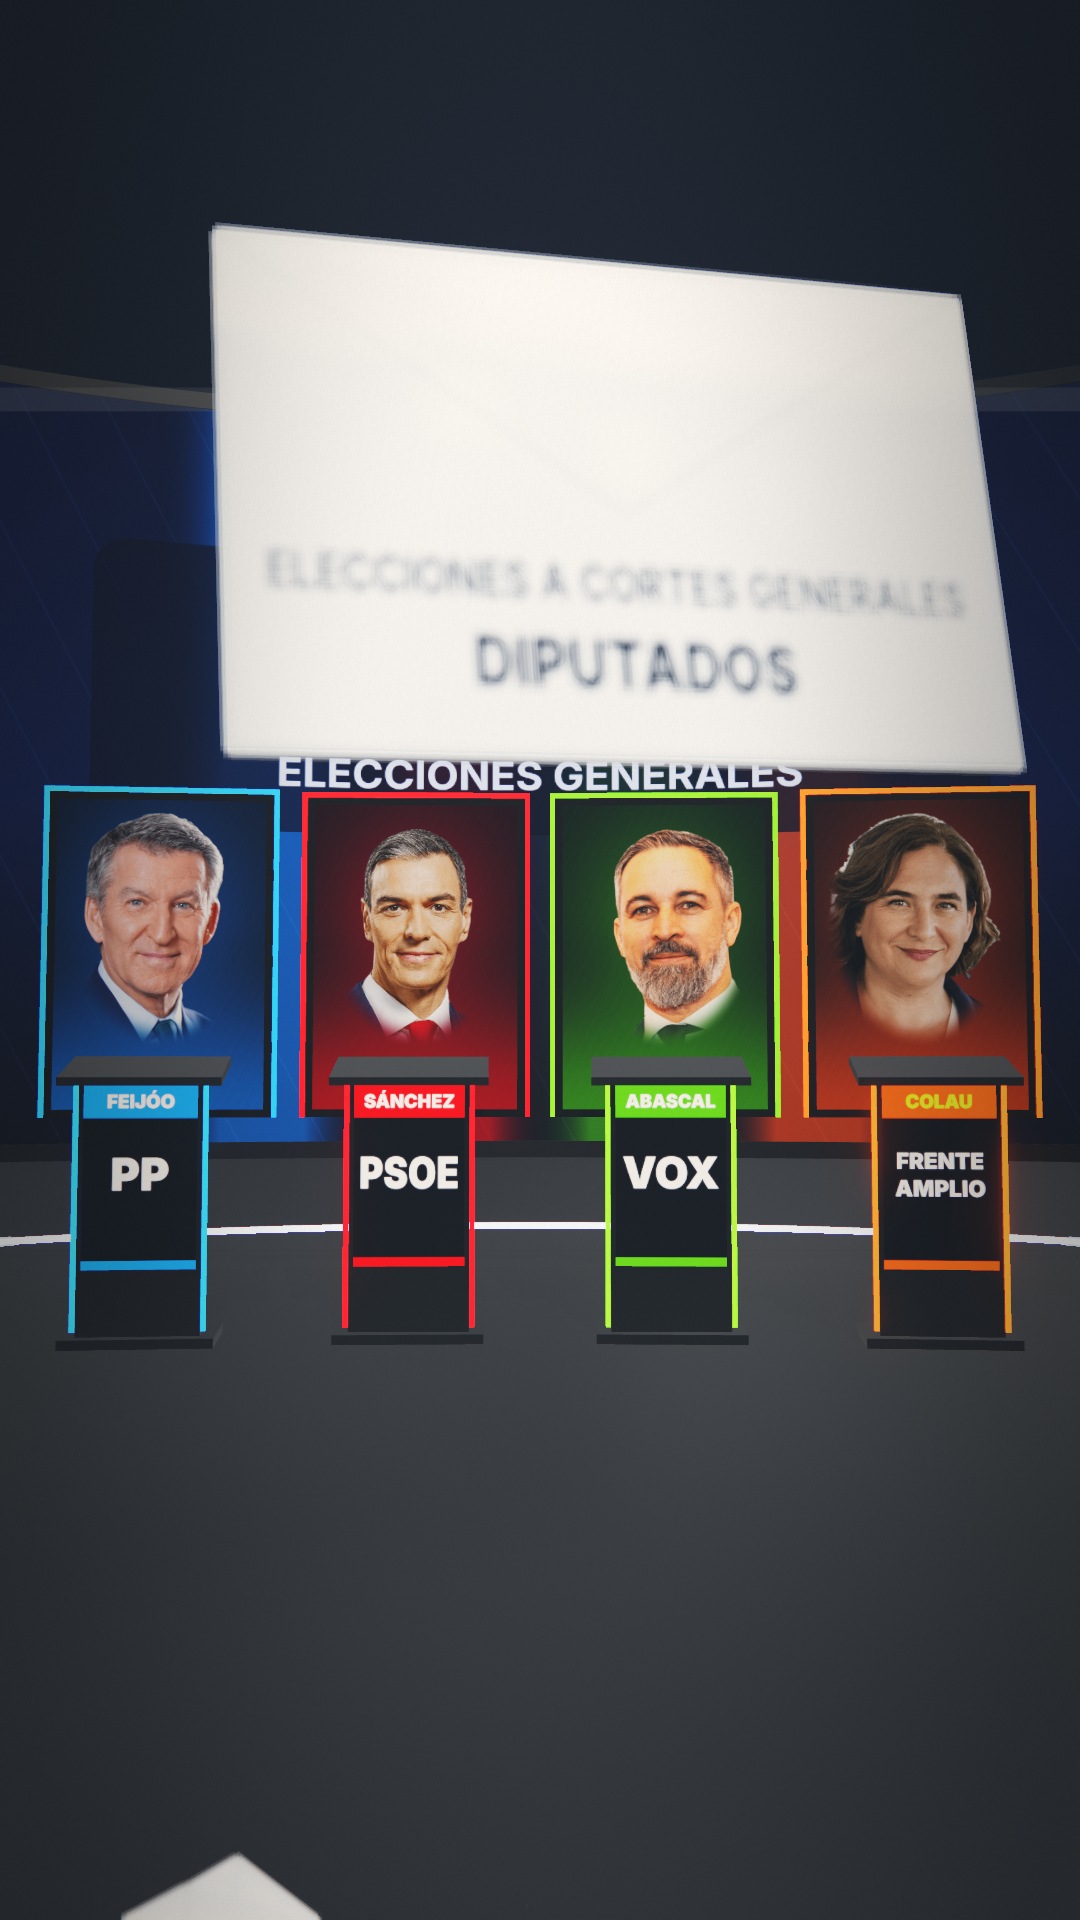 ELECCIONES A CORTES GENERALES
DIPUTADOS
ELECCIONES GENERALES
FEIJÓO
SÁNCHEZ
ABASCAL
COLAU
PP
PSOE
VOX
FRENTE
AMPLIO